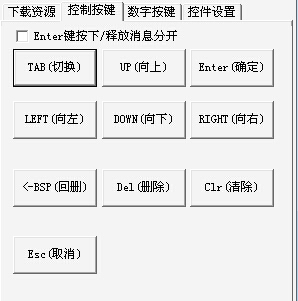 下载资源 控制按键 数字按键 控件设置
Enter键按下/释放消息分开
TAB(切换) UP(向上) Enter(确定)
LEFT(向左) DOWN(向下) RIGHT(向右)
<-BSP(回删) Del(删除) Clr(清除)
Esc(取消)